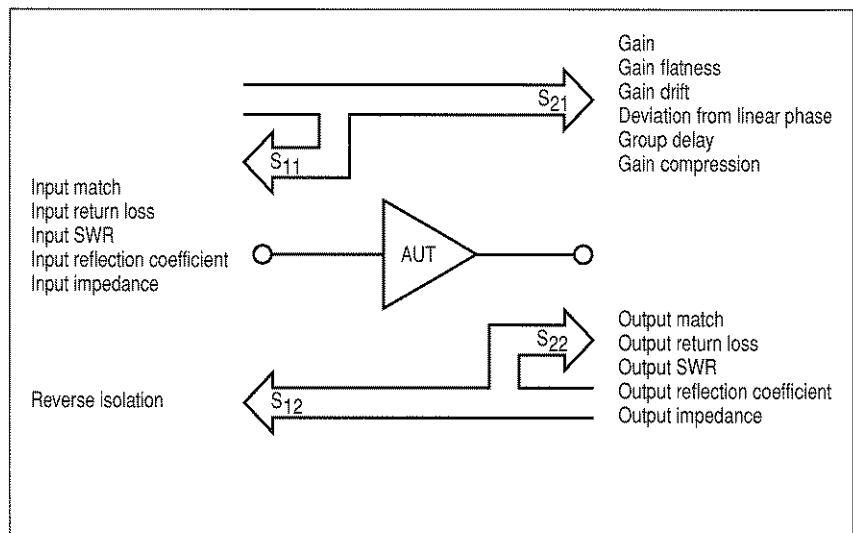 Gain
Gain flatness
Gain drift
Deviation from linear phase
Group delay
Gain compression
S21
S11
Input match
Input return loss
Input SWR
Input reflection coefficient
Input impedance
AUT
S22
Output match
Output return loss
Output SWR
Output reflection coefficient
Output impedance
Reverse isolation
S12